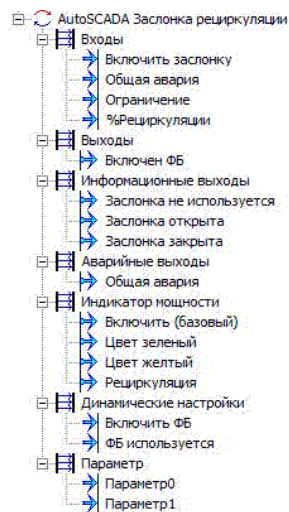 AutoSCADA Заслонка рециркуляции
Входы
Включить заслонку
Общая авария
Ограничение
%Рециркуляции
Выходы
Включен ФБ
Информационные выходы
Заслонка не используется
Заслонка открыта
Заслонка закрыта
Аварийные выходы
Общая авария
Индикатор мощности
Включить (базовый)
Цвет зеленый
Цвет желтый
Рециркуляция
Динамические настройки
Включить ФБ
ФБ используется
Параметр
Параметр0
Параметр1